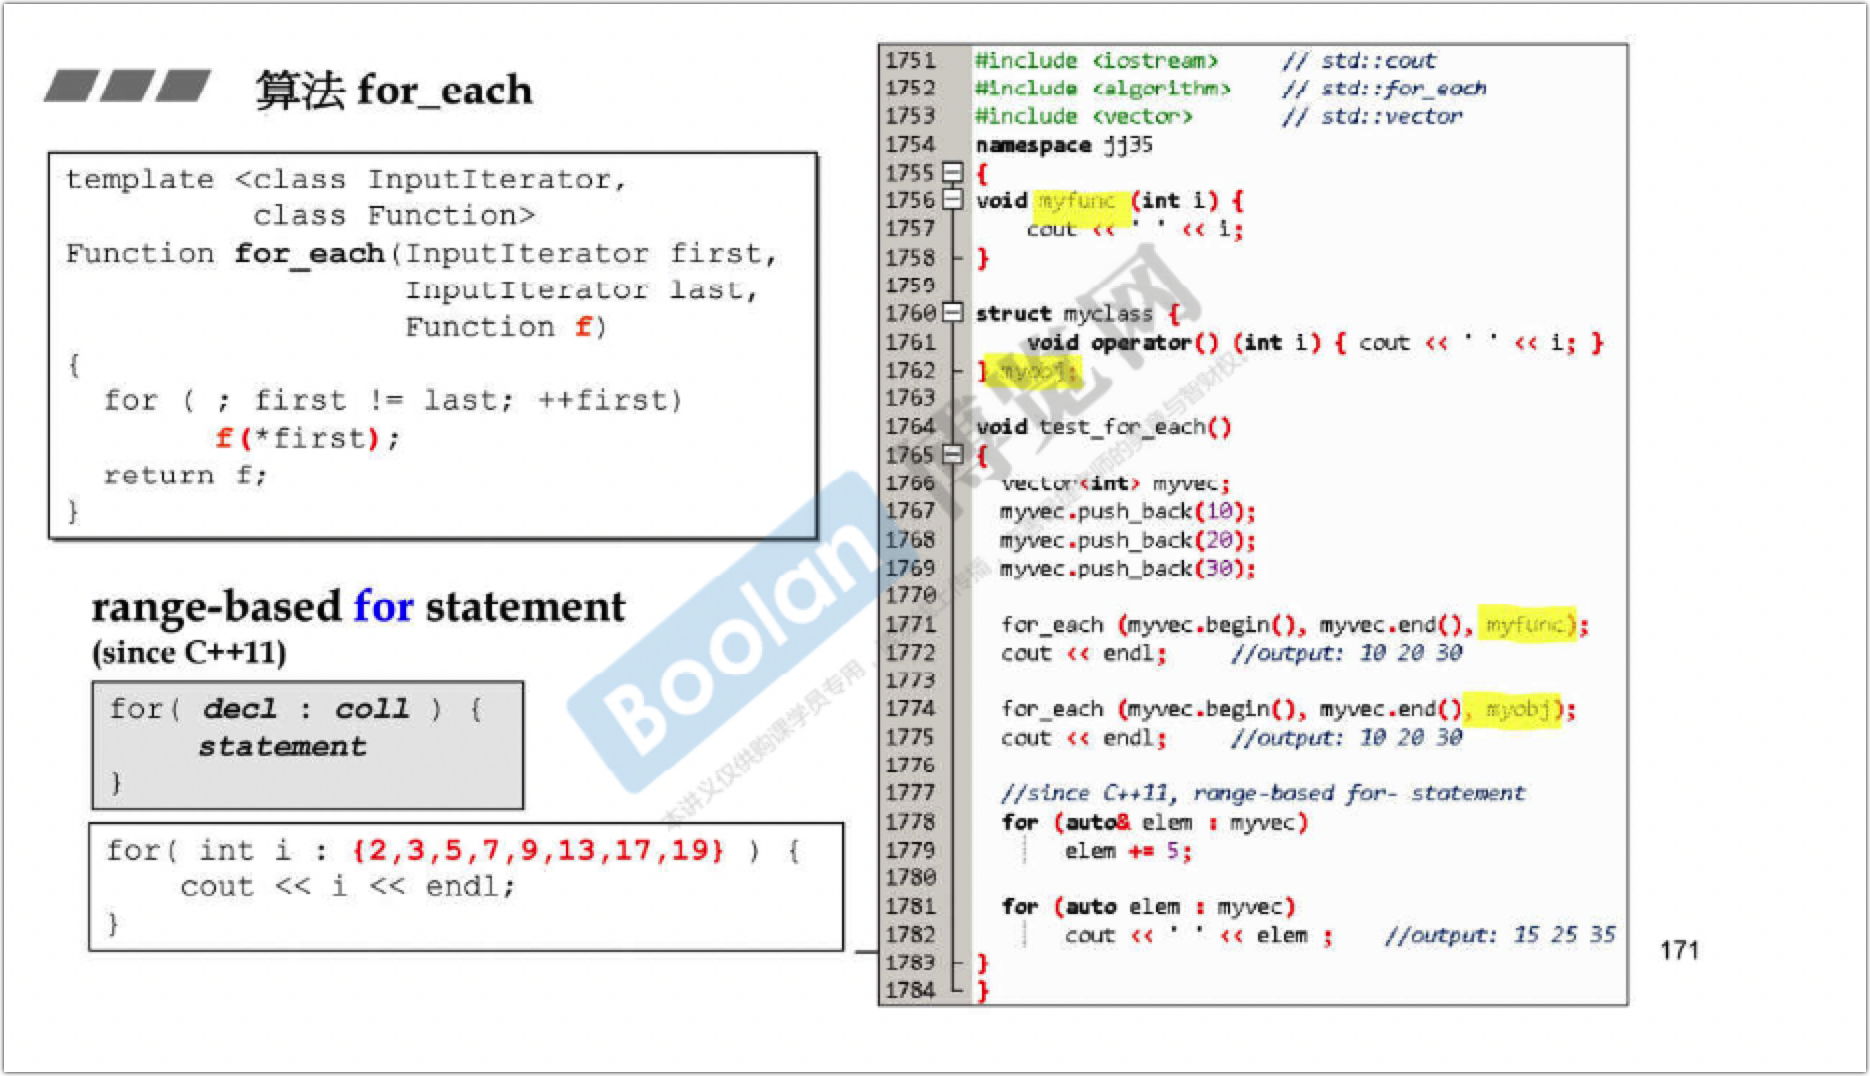 算法 for_each
template <class InputIterator,
class Function>
Function for_each(InputIterator first,
InputIterator last,
Function f)
{
for ( ; first != last; ++first)
f(*first);
return f;
}
range-based for statement
(since C++11)
for( decl : coll ) {
statement
}
for( int i : {2,3,5,7,9,13,17,19} ) {
cout << i << endl;
}
1751 #include <iostream> // std::cout
1752 #include <algorithm> // std::for_each
1753 #include <vector> // std::vector
1754 namespace jj35
1755 {
1756 void myfunc (int i) {
1757 cout << ' ' << i;
1758 }
1759
1760 struct myclass {
1761 void operator() (int i) { cout << ' ' << i; }
1762 } myobj;
1763
1764 void test_for_each()
1765 {
1766 vector<int> myvec;
1767 myvec.push_back(10);
1768 myvec.push_back(20);
1769 myvec.push_back(30);
1770
1771 for_each (myvec.begin(), myvec.end(), myfunc);
1772 cout << endl; //output: 10 20 30
1773
1774 for_each (myvec.begin(), myvec.end(), myobj);
1775 cout << endl; //output: 10 20 30
1776
1777 //since C++11, range-based for- statement
1778 for (auto& elem : myvec)
1779 elem += 5;
1780
1781 for (auto elem : myvec)
1782 cout << ' ' << elem ; //output: 15 25 35
1783 }
1784 }
171
Boolan
博览网
本讲义仅供购课学员专用